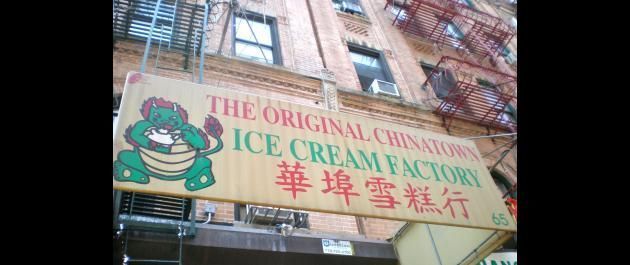 THE ORIGINAL CHINATOWN
ICE CREAM FACTORY
華埠雪糕行
65